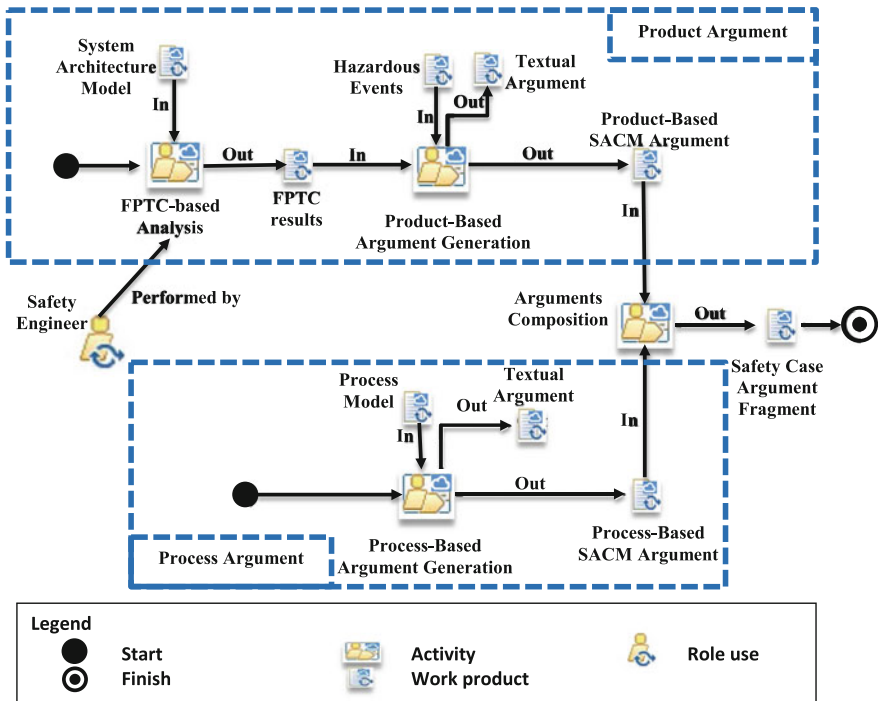 Product Argument
System
Architecture
Model
Hazardous
Events
Textual
Argument
In
In
Out
Product-Based
SACM Argument
Out
In
Out
FPTC-based
Analysis
FPTC
results
Product-Based
Argument Generation
In
Safety
Engineer
Performed by
Arguments
Composition
Out
Safety Case
Argument
Fragment
Process
Model
Textual
Argument
In
Out
In
Out
Process-Based
Argument Generation
Process-Based
SACM Argument
Process Argument
Legend
Start
Activity
Role use
Finish
Work product